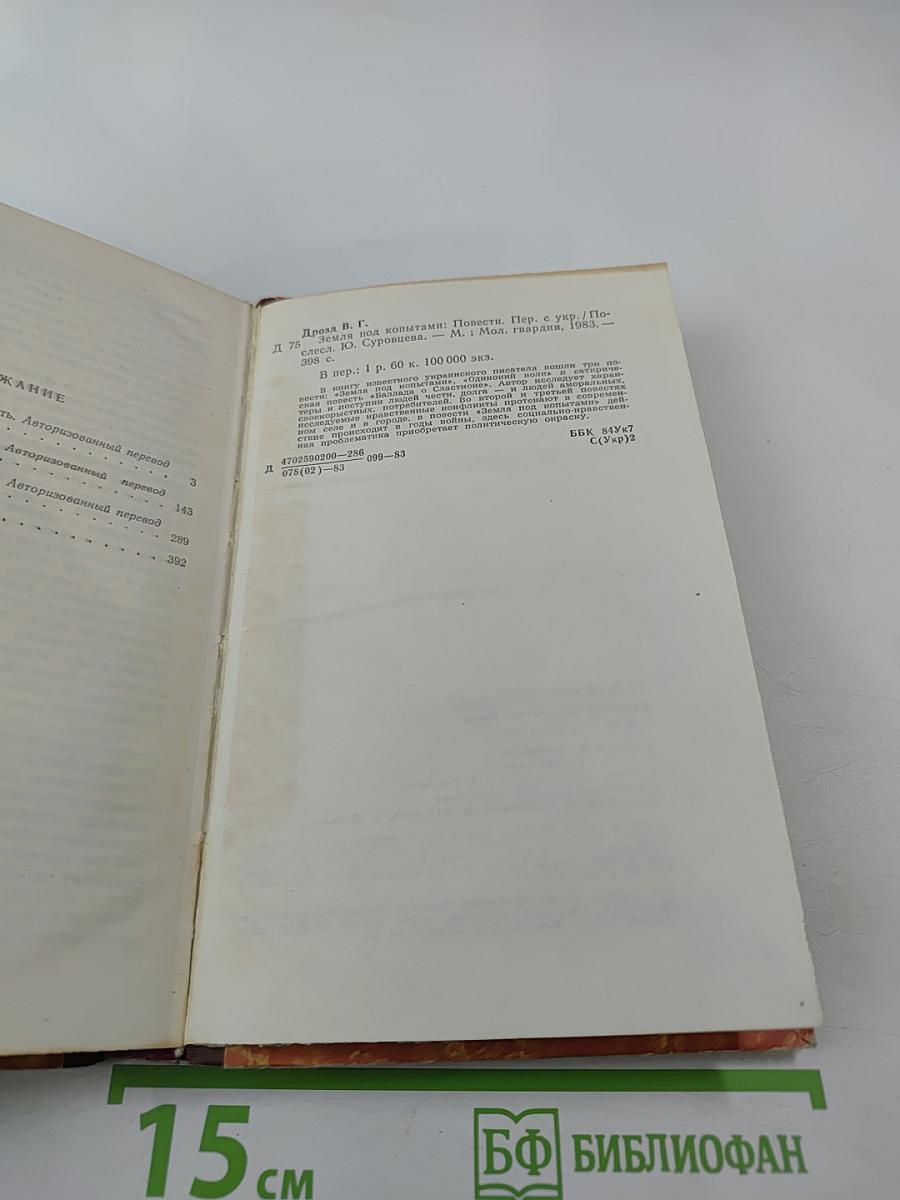 ЖАНИЕ
ть. Авторизованный перевод
3
Авторизованный перевод
143
Авторизованный перевод
289
392
Дрозд В. Г.
Д 75 Земля под копытами: Повести. Пер. с укр./По-
слесл. Ю. Суровцева. — М. : Мол. гвардия, 1983. —
398 с.
В пер.: 1 р. 60 к. 100 000 экз.
В книгу известного украинского писателя вошли три по-
вести: «Земля под копытами», «Одинокий волк» и сатириче-
ская повесть «Баллада о Сластионе». Автор исследует харак-
теры и поступки людей чести, долга — и людей аморальных,
своекорыстных, потребителей. Во второй и третьей повестях
исследуемые нравственные конфликты протекают в современ-
ном селе и в городе, в повести «Земля под копытами» дей-
ствие происходит в годы войны, здесь социально-нравствен-
ная проблематика приобретает политическую окраску.
Д 4702590200—286
078(02)—83 099—83
ББК 84Ук7
С(Укр)2
15 см
БФ БИБЛИОФАН